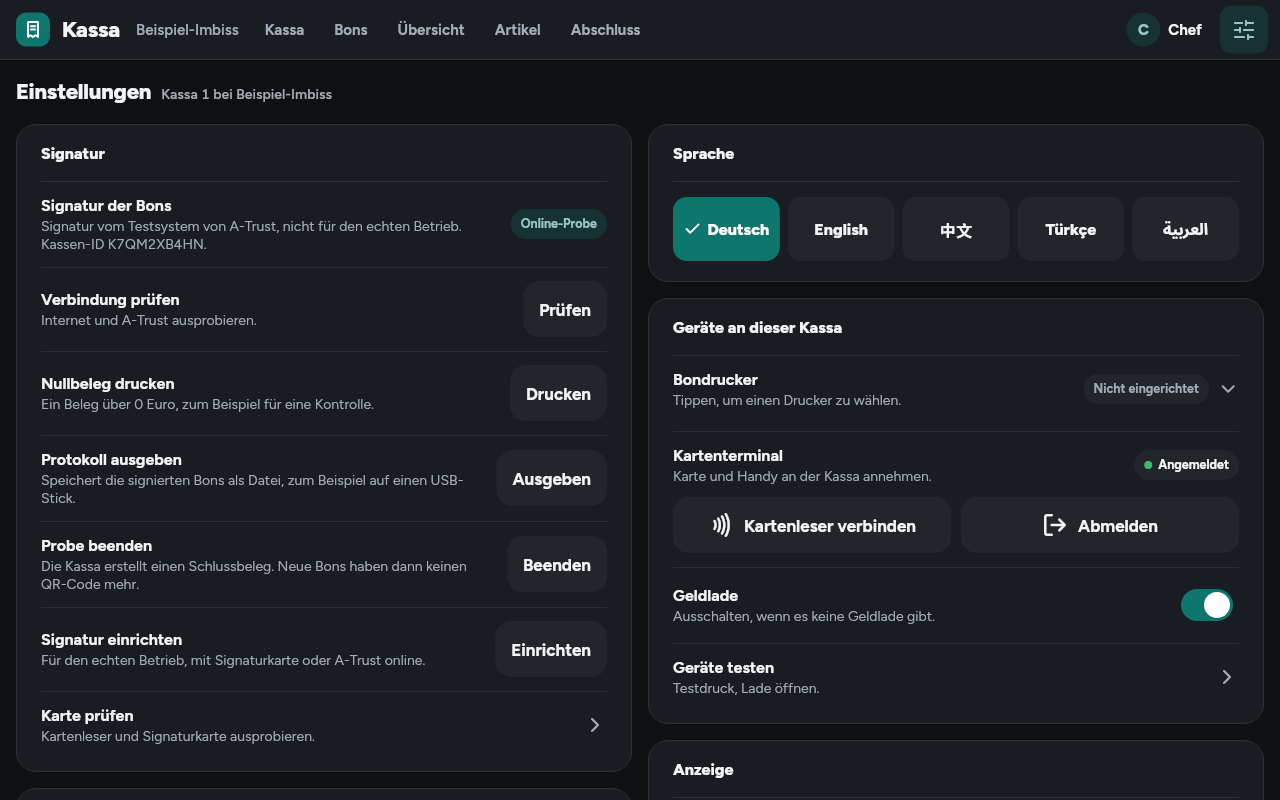 Kassa
Beispiel-Imbiss
Kassa
Bons
Übersicht
Artikel
Abschluss
C
Chef
Einstellungen
Kassa 1 bei Beispiel-Imbiss
Signatur
Signatur der Bons
Signatur vom Testsystem von A-Trust, nicht für den echten Betrieb.
Kassen-ID K7QM2XB4HN.
Online-Probe
Verbindung prüfen
Internet und A-Trust ausprobieren.
Prüfen
Nullbeleg drucken
Ein Beleg über 0 Euro, zum Beispiel für eine Kontrolle.
Drucken
Protokoll ausgeben
Speichert die signierten Bons als Datei, zum Beispiel auf einen USB-
Stick.
Ausgeben
Probe beenden
Die Kassa erstellt einen Schlussbeleg. Neue Bons haben dann keinen
QR-Code mehr.
Beenden
Signatur einrichten
Für den echten Betrieb, mit Signaturkarte oder A-Trust online.
Einrichten
Karte prüfen
Kartenleser und Signaturkarte ausprobieren.
Sprache
Deutsch
English
中文
Türkçe
العربية
Geräte an dieser Kassa
Bondrucker
Tippen, um einen Drucker zu wählen.
Nicht eingerichtet
Kartenterminal
Karte und Handy an der Kassa annehmen.
Angemeldet
Kartenleser verbinden
Abmelden
Geldlade
Ausschalten, wenn es keine Geldlade gibt.
Geräte testen
Testdruck, Lade öffnen.
Anzeige